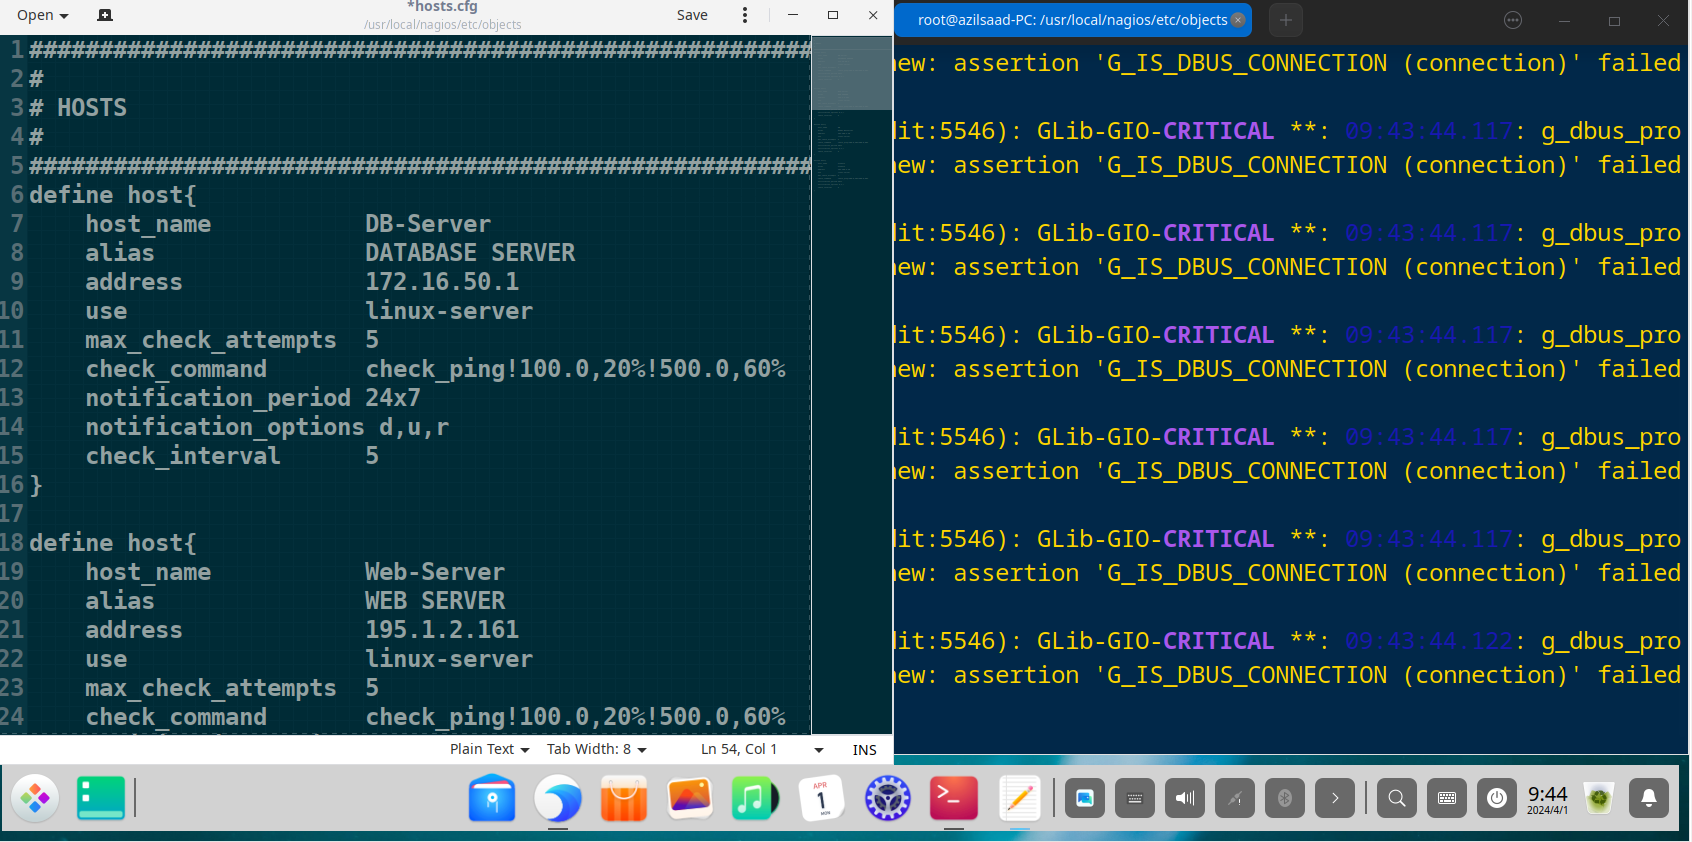 Open
*hosts.cfg
/usr/local/nagios/etc/objects
Save
1 ########################################################
2 #
3 # HOSTS
4 #
5 ########################################################
6 define host{
7     host_name           DB-Server
8     alias               DATABASE SERVER
9     address             172.16.50.1
10     use                 linux-server
11     max_check_attempts  5
12     check_command       check_ping!100.0,20%!500.0,60%
13     notification_period 24x7
14     notification_options d,u,r
15     check_interval      5
16 }
17
18 define host{
19     host_name           Web-Server
20     alias               WEB SERVER
21     address             195.1.2.161
22     use                 linux-server
23     max_check_attempts  5
24     check_command       check_ping!100.0,20%!500.0,60%
Plain Text Tab Width: 8 Ln 54, Col 1 INS
root@azilsaad-PC: /usr/local/nagios/etc/objects
ew: assertion 'G_IS_DBUS_CONNECTION (connection)' failed
dit:5546): GLib-GIO-CRITICAL **: 09:43:44.117: g_dbus_pro
ew: assertion 'G_IS_DBUS_CONNECTION (connection)' failed
dit:5546): GLib-GIO-CRITICAL **: 09:43:44.117: g_dbus_pro
ew: assertion 'G_IS_DBUS_CONNECTION (connection)' failed
dit:5546): GLib-GIO-CRITICAL **: 09:43:44.117: g_dbus_pro
ew: assertion 'G_IS_DBUS_CONNECTION (connection)' failed
dit:5546): GLib-GIO-CRITICAL **: 09:43:44.117: g_dbus_pro
ew: assertion 'G_IS_DBUS_CONNECTION (connection)' failed
dit:5546): GLib-GIO-CRITICAL **: 09:43:44.117: g_dbus_pro
ew: assertion 'G_IS_DBUS_CONNECTION (connection)' failed
dit:5546): GLib-GIO-CRITICAL **: 09:43:44.122: g_dbus_pro
ew: assertion 'G_IS_DBUS_CONNECTION (connection)' failed
APR
1
MON
9:44
2024/4/1